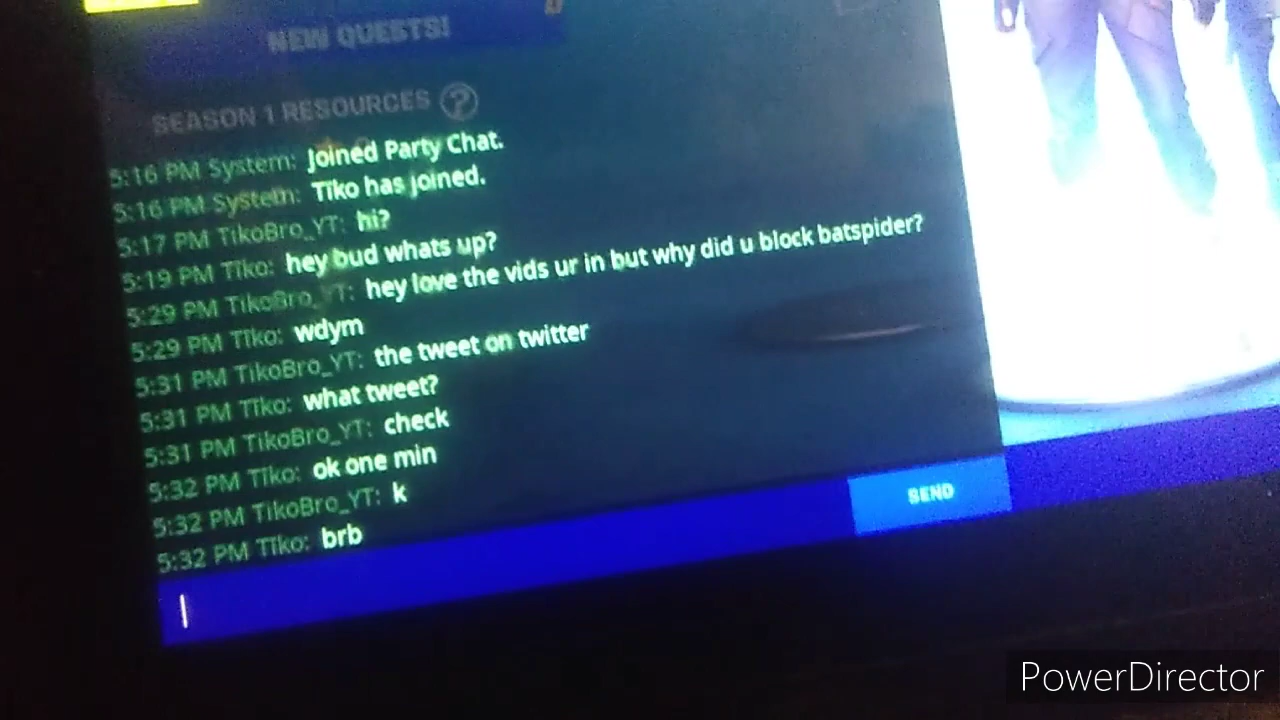 NEW QUESTS!
SEASON 1 RESOURCES ?
5:16 PM System: Joined Party Chat.
5:16 PM System: Tiko has joined.
5:17 PM TikoBro_YT: hi?
5:19 PM Tiko: hey bud whats up?
5:29 PM TikoBro_YT: hey love the vids ur in but why did u block batspider?
5:29 PM Tiko: wdym
5:31 PM TikoBro_YT: the tweet on twitter
5:31 PM Tiko: what tweet?
5:31 PM TikoBro_YT: check
5:32 PM Tiko: ok one min
5:32 PM TikoBro_YT: k
5:32 PM Tiko: brb
SEND
PowerDirector